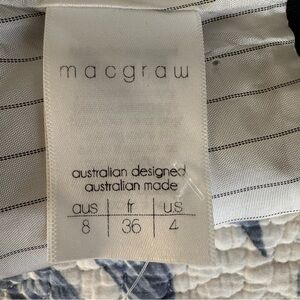 macgraw
australian designed
australian made
aus fr us
8 36 4